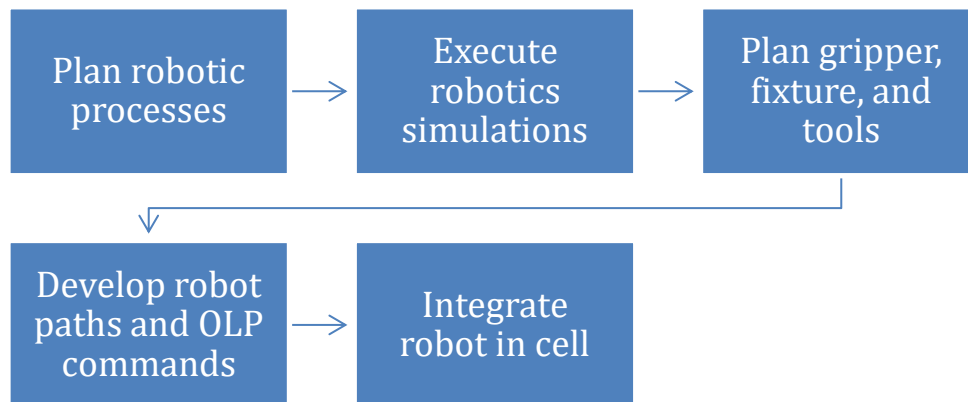 Plan robotic
processes
Execute
robotics
simulations
Plan gripper,
fixture, and
tools
Develop robot
paths and OLP
commands
Integrate
robot in cell